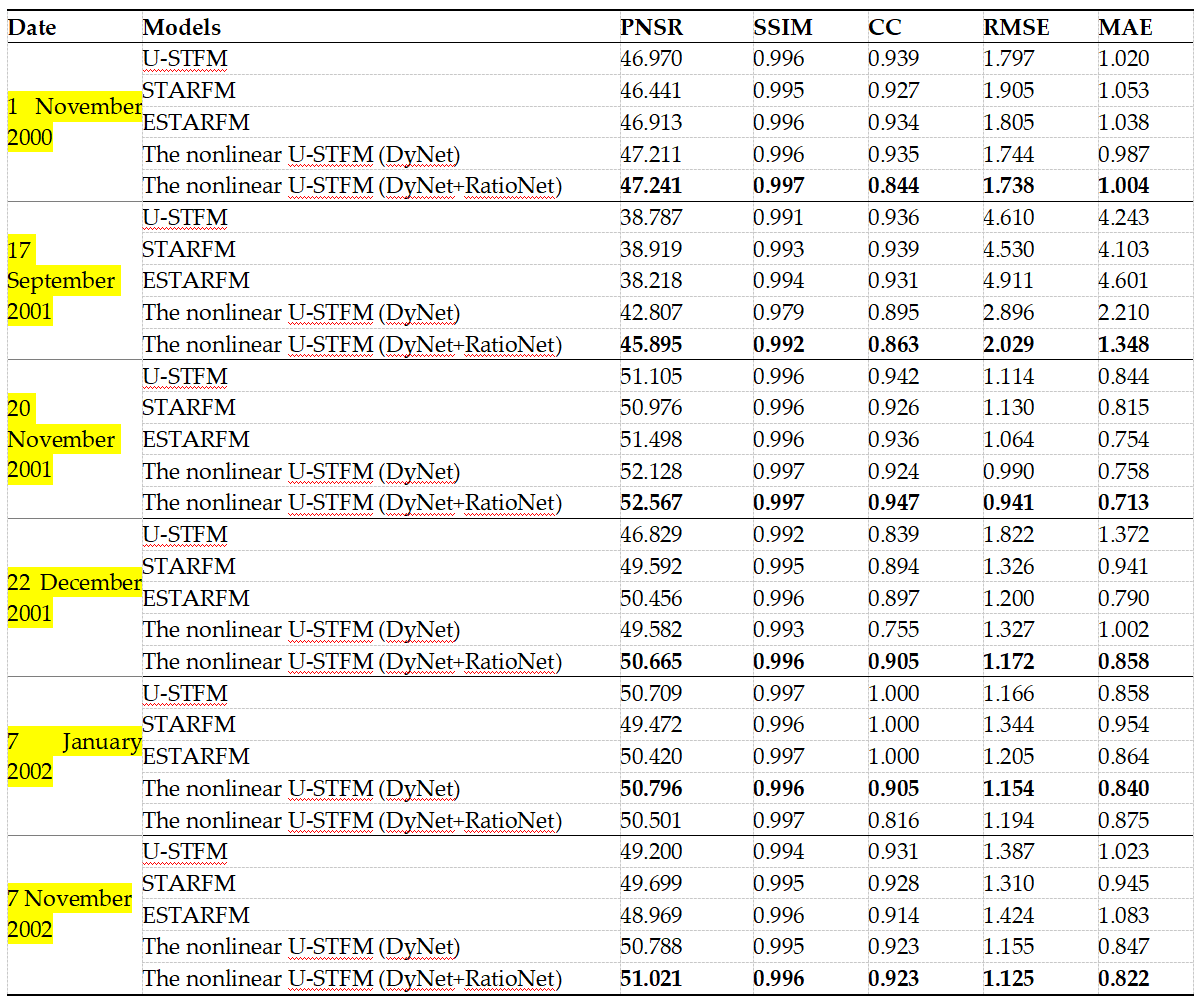 Date Models PNSR SSIM CC RMSE MAE
1 November 2000
U-STFM 46.970 0.996 0.939 1.797 1.020
STARFM 46.441 0.995 0.927 1.905 1.053
ESTARFM 46.913 0.996 0.934 1.805 1.038
The nonlinear U-STFM (DyNet) 47.211 0.996 0.935 1.744 0.987
The nonlinear U-STFM (DyNet+RatioNet) 47.241 0.997 0.844 1.738 1.004
17 September 2001
U-STFM 38.787 0.991 0.936 4.610 4.243
STARFM 38.919 0.993 0.939 4.530 4.103
ESTARFM 38.218 0.994 0.931 4.911 4.601
The nonlinear U-STFM (DyNet) 42.807 0.979 0.895 2.896 2.210
The nonlinear U-STFM (DyNet+RatioNet) 45.895 0.992 0.863 2.029 1.348
20 November 2001
U-STFM 51.105 0.996 0.942 1.114 0.844
STARFM 50.976 0.996 0.926 1.130 0.815
ESTARFM 51.498 0.996 0.936 1.064 0.754
The nonlinear U-STFM (DyNet) 52.128 0.997 0.924 0.990 0.758
The nonlinear U-STFM (DyNet+RatioNet) 52.567 0.997 0.947 0.941 0.713
22 December 2001
U-STFM 46.829 0.992 0.839 1.822 1.372
STARFM 49.592 0.995 0.894 1.326 0.941
ESTARFM 50.456 0.996 0.897 1.200 0.790
The nonlinear U-STFM (DyNet) 49.582 0.993 0.755 1.327 1.002
The nonlinear U-STFM (DyNet+RatioNet) 50.665 0.996 0.905 1.172 0.858
7 January 2002
U-STFM 50.709 0.997 1.000 1.166 0.858
STARFM 49.472 0.996 1.000 1.344 0.954
ESTARFM 50.420 0.997 1.000 1.205 0.864
The nonlinear U-STFM (DyNet) 50.796 0.996 0.905 1.154 0.840
The nonlinear U-STFM (DyNet+RatioNet) 50.501 0.997 0.816 1.194 0.875
7 November 2002
U-STFM 49.200 0.994 0.931 1.387 1.023
STARFM 49.699 0.995 0.928 1.310 0.945
ESTARFM 48.969 0.996 0.914 1.424 1.083
The nonlinear U-STFM (DyNet) 50.788 0.995 0.923 1.155 0.847
The nonlinear U-STFM (DyNet+RatioNet) 51.021 0.996 0.923 1.125 0.822